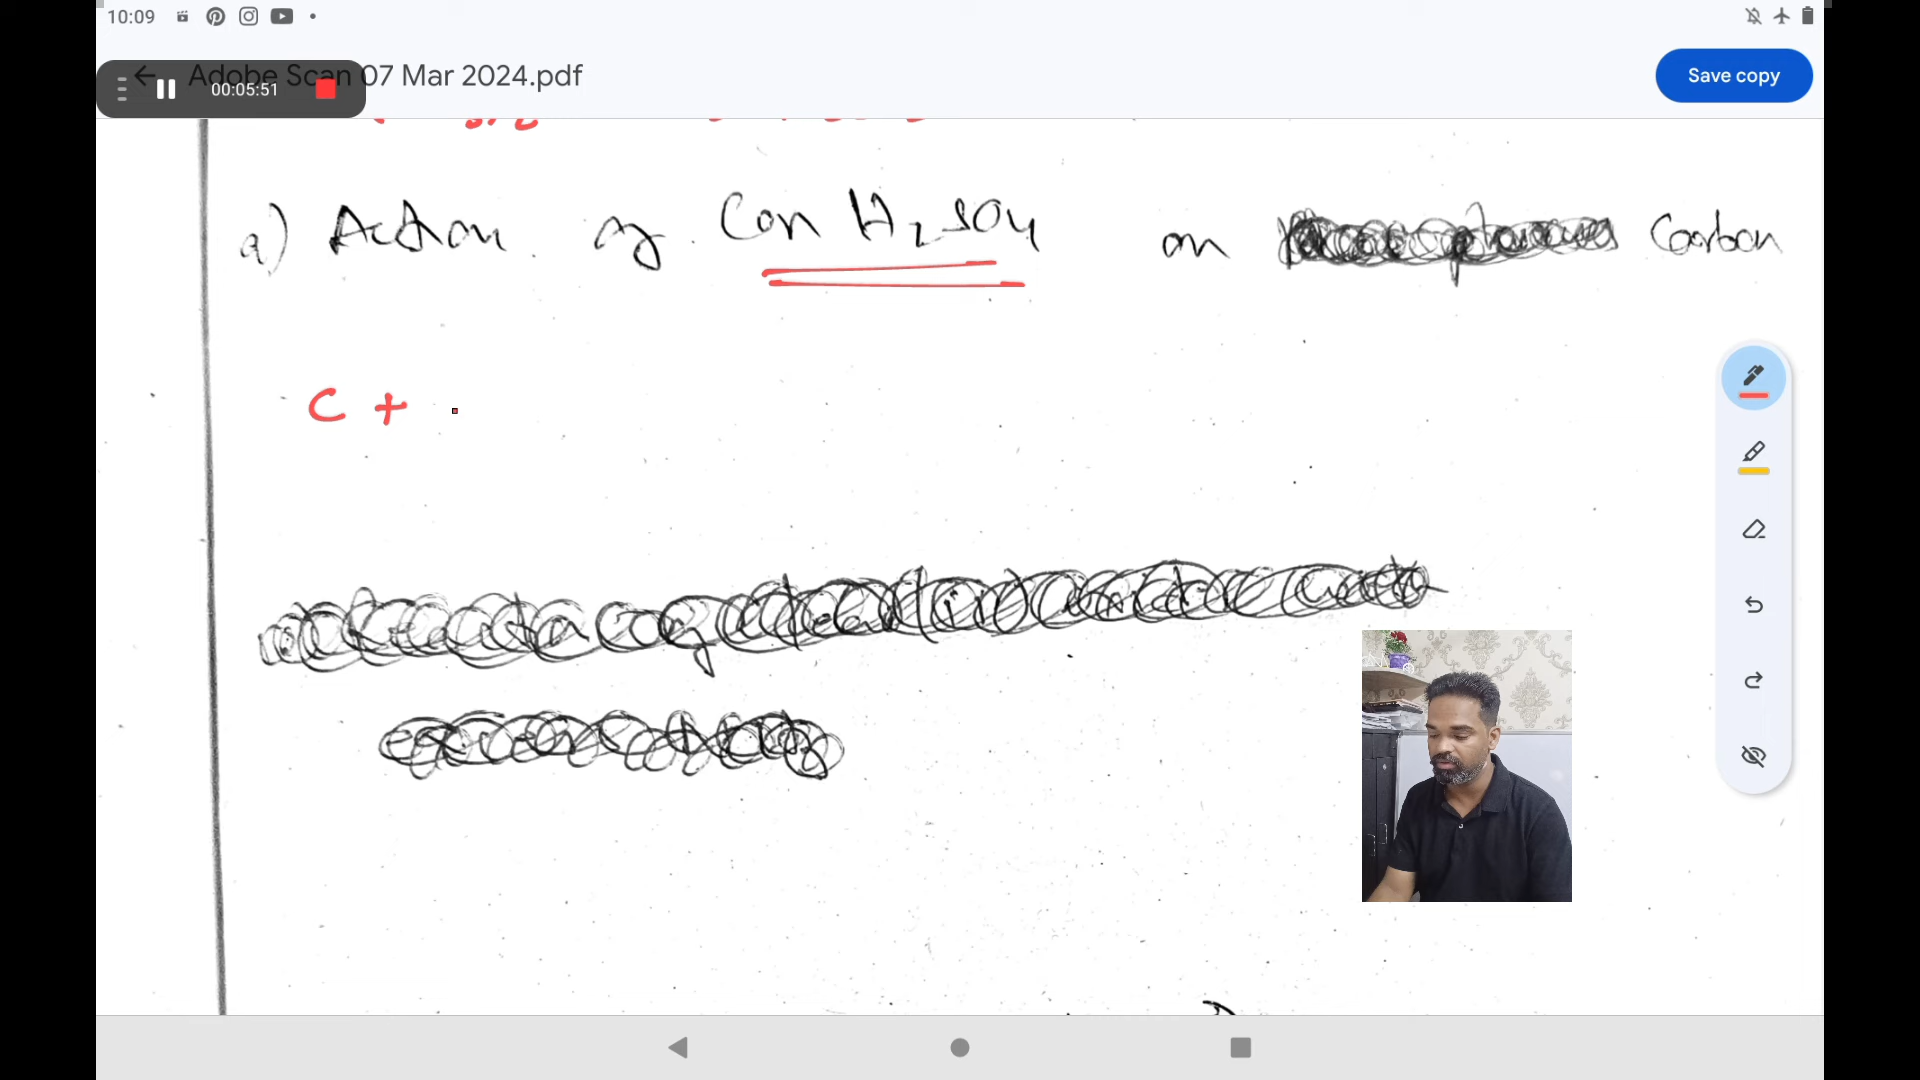 10:09
Adobe Scan 07 Mar 2024.pdf
00:05:51
Save copy
a) Action of Con H2SO4 on Carbon
C +